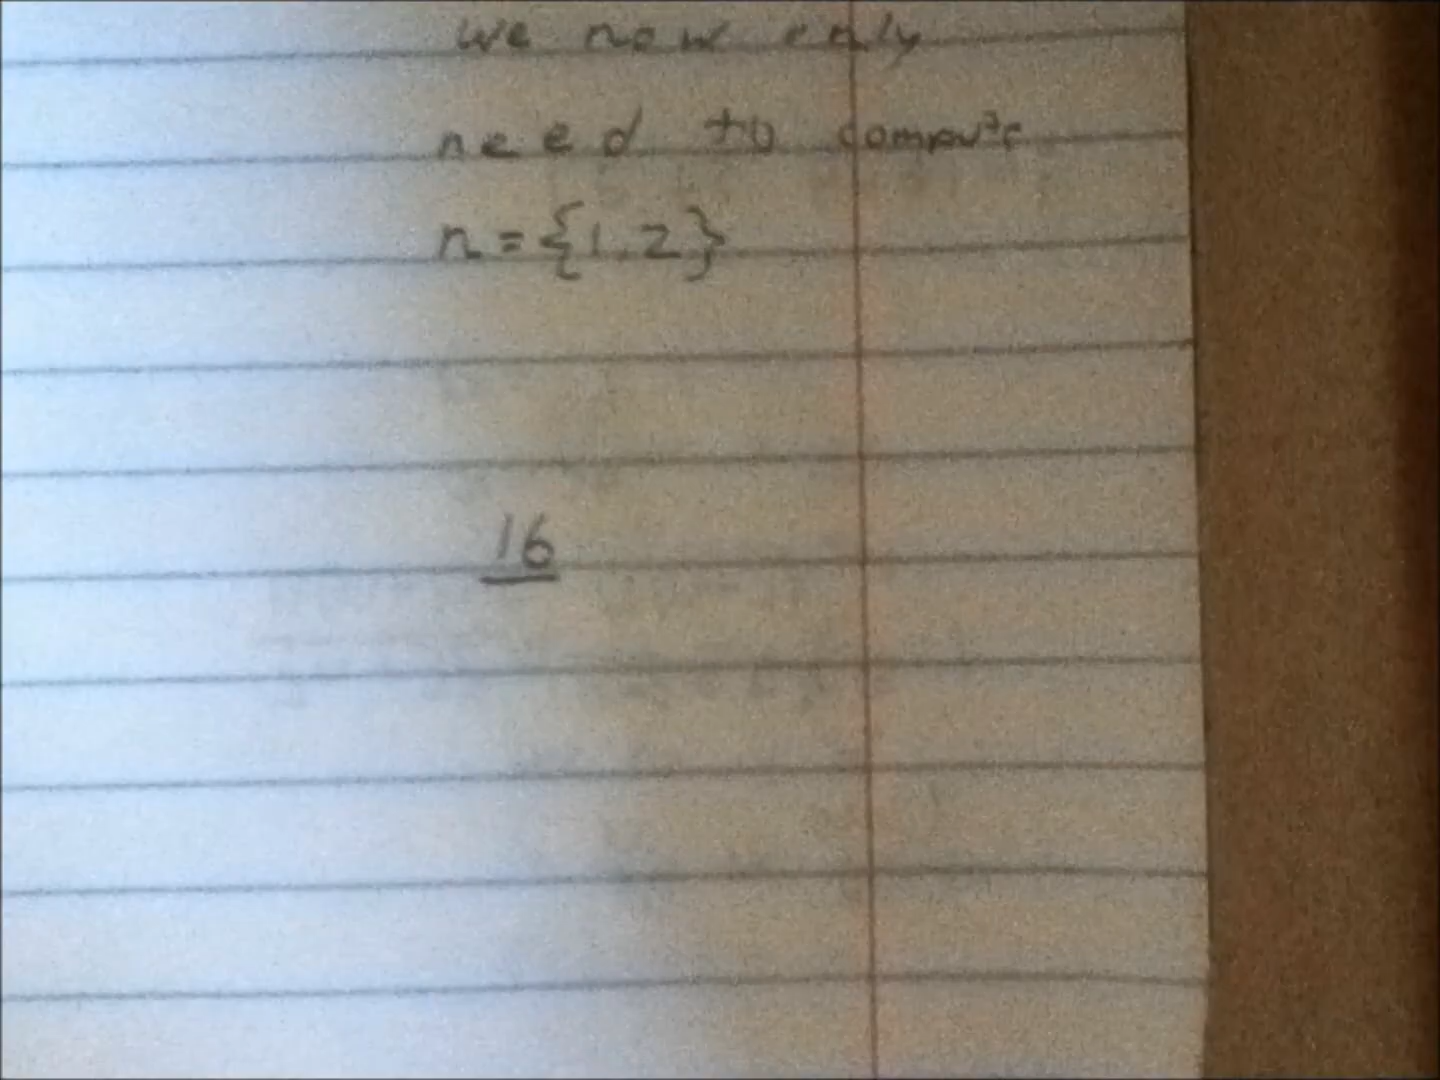 we now only
need to compute
n = {1,2}
16